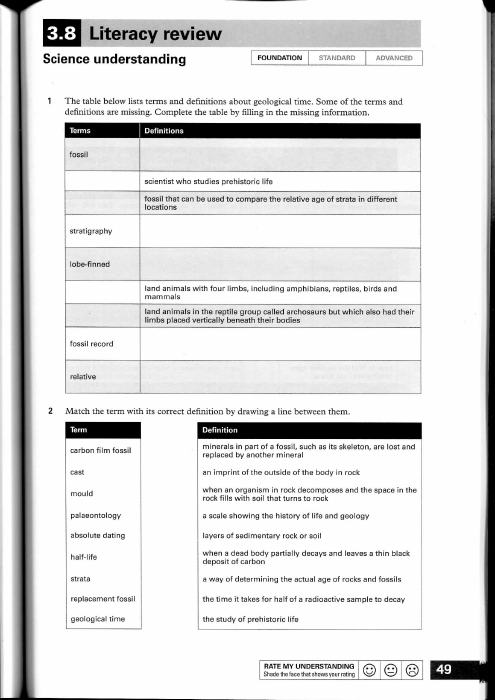 3.8 Literacy review
Science understanding
FOUNDATION STANDARD ADVANCED
1 The table below lists terms and definitions about geological time. Some of the terms and
definitions are missing. Complete the table by filling in the missing information.
Terms Definitions
fossil
scientist who studies prehistoric life
fossil that can be used to compare the relative age of strata in different
locations
stratigraphy
lobe-finned
land animals with four limbs, including amphibians, reptiles, birds and
mammals
land animals in the reptile group called archosaurs but which also had their
limbs placed vertically beneath their bodies
fossil record
relative
2 Match the term with its correct definition by drawing a line between them.
Term Definition
carbon film fossil
minerals in part of a fossil, such as its skeleton, are lost and
replaced by another mineral
cast
an imprint of the outside of the body in rock
mould
when an organism in rock decomposes and the space in the
rock fills with soil that turns to rock
palaeontology
a scale showing the history of life and geology
absolute dating
layers of sedimentary rock or soil
half-life
when a dead body partially decays and leaves a thin black
deposit of carbon
strata
a way of determining the actual age of rocks and fossils
replacement fossil
the time it takes for half of a radioactive sample to decay
geological time
the study of prehistoric life
RATE MY UNDERSTANDING
Shade the face that shows your rating
49